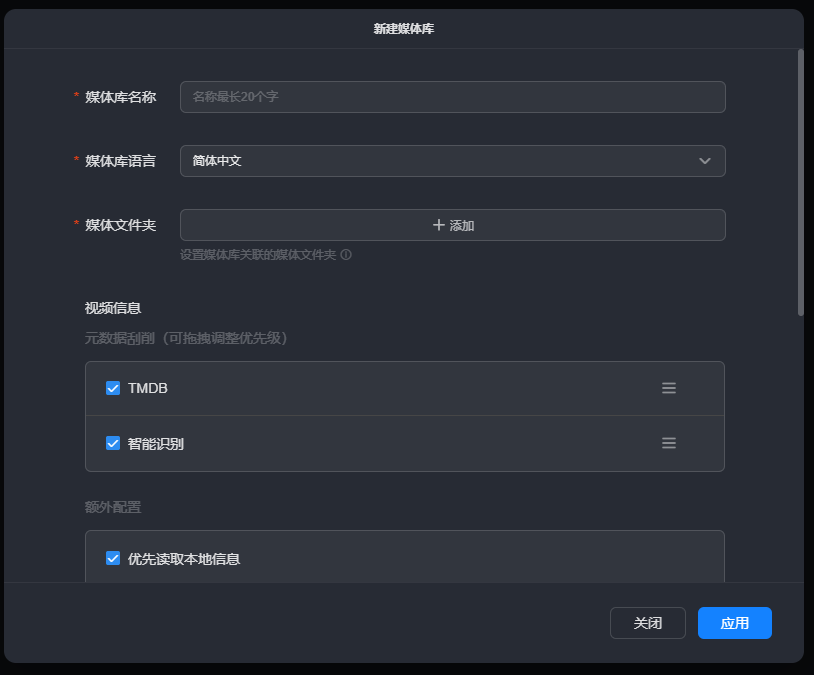 新建媒体库
* 媒体库名称
名称最长20个字
* 媒体库语言
简体中文
* 媒体文件夹
添加
设置媒体库关联的媒体文件夹
视频信息
元数据刮削（可拖拽调整优先级）
TMDB
智能识别
额外配置
优先读取本地信息
关闭
应用